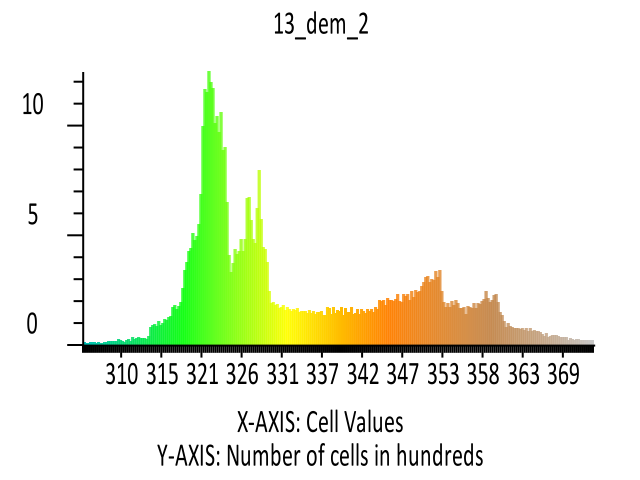 13_dem_2
10
5
0
310 315 321 326 331 337 342 347 353 358 363 369
X-AXIS: Cell Values
Y-AXIS: Number of cells in hundreds